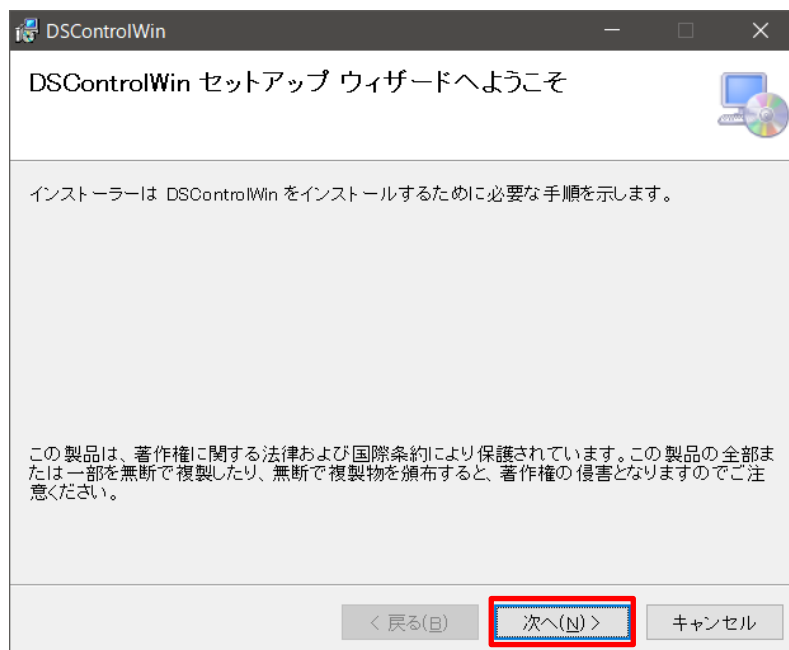 DSControlWin
DSControlWin セットアップ ウィザードへようこそ
インストーラーは DSControlWin をインストールするために必要な手順を示します。
この製品は、著作権に関する法律および国際条約により保護されています。この製品の全部ま
たは一部を無断で複製したり、無断で複製物を頒布すると、著作権の侵害となりますのでご注
意ください。
< 戻る(B)
次へ(N) >
キャンセル